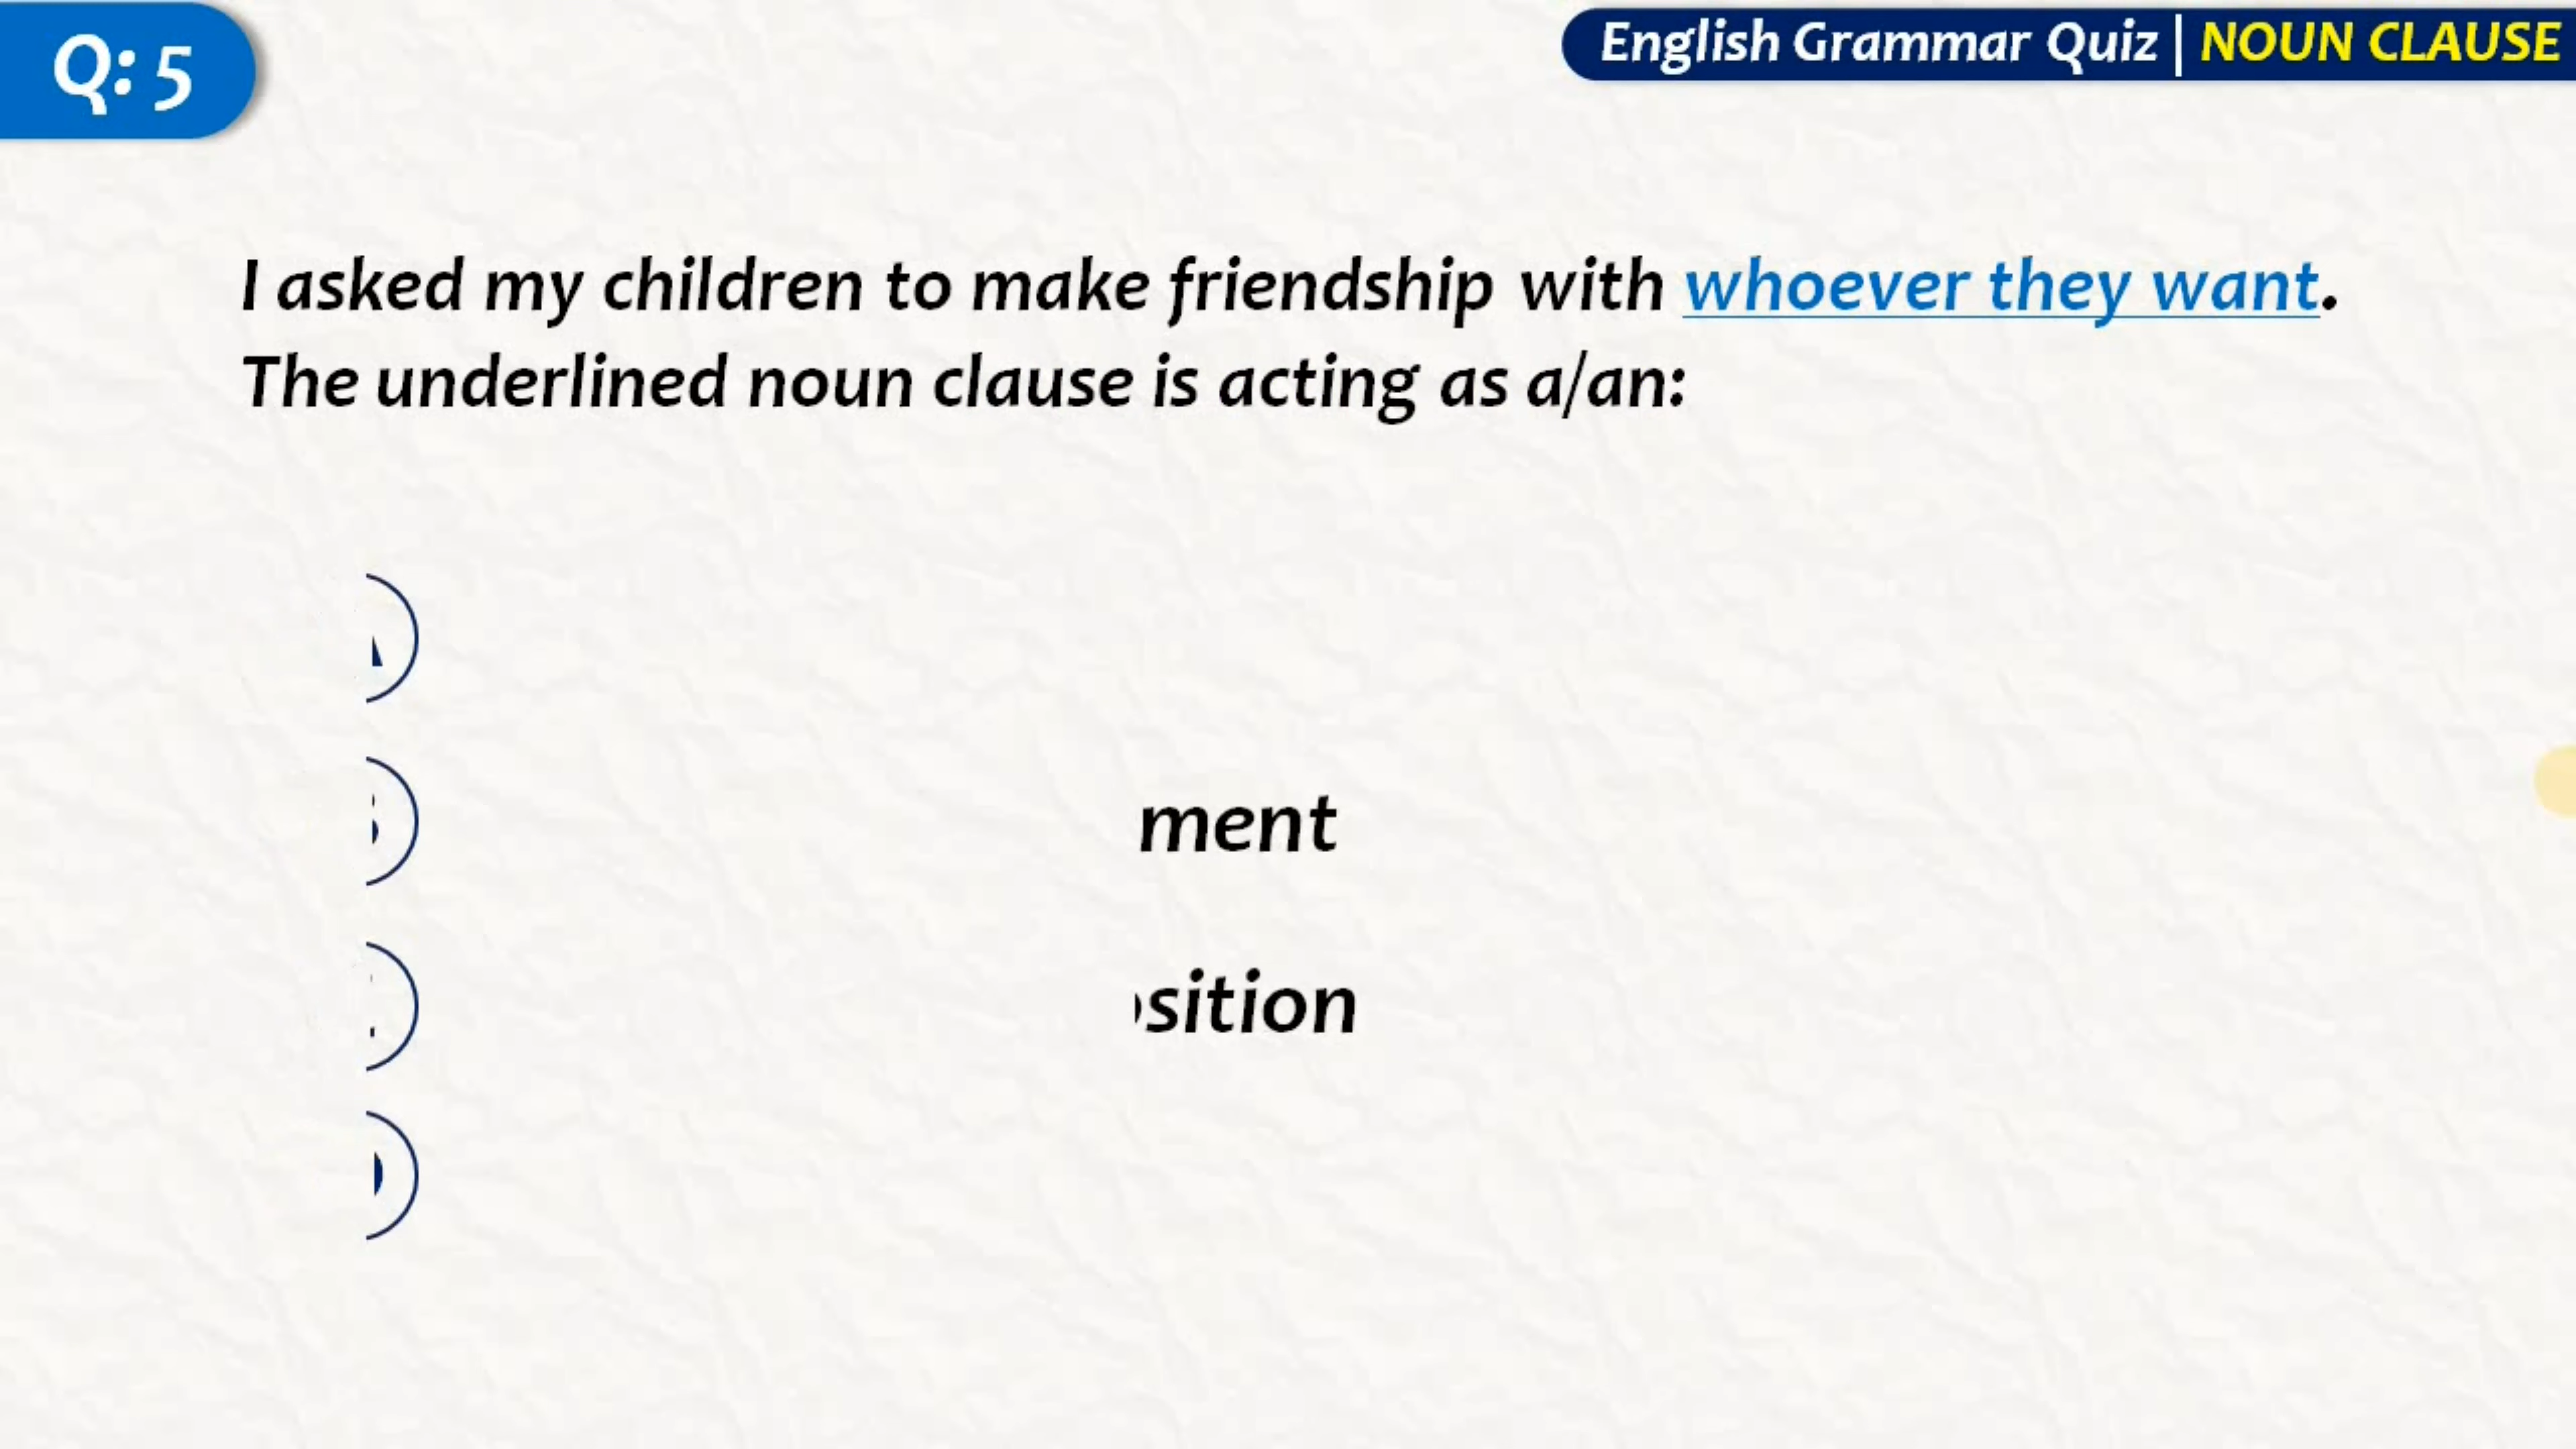 Q: 5
English Grammar Quiz | NOUN CLAUSE
I asked my children to make friendship with whoever they want.
The underlined noun clause is acting as a/an:
ment
sition